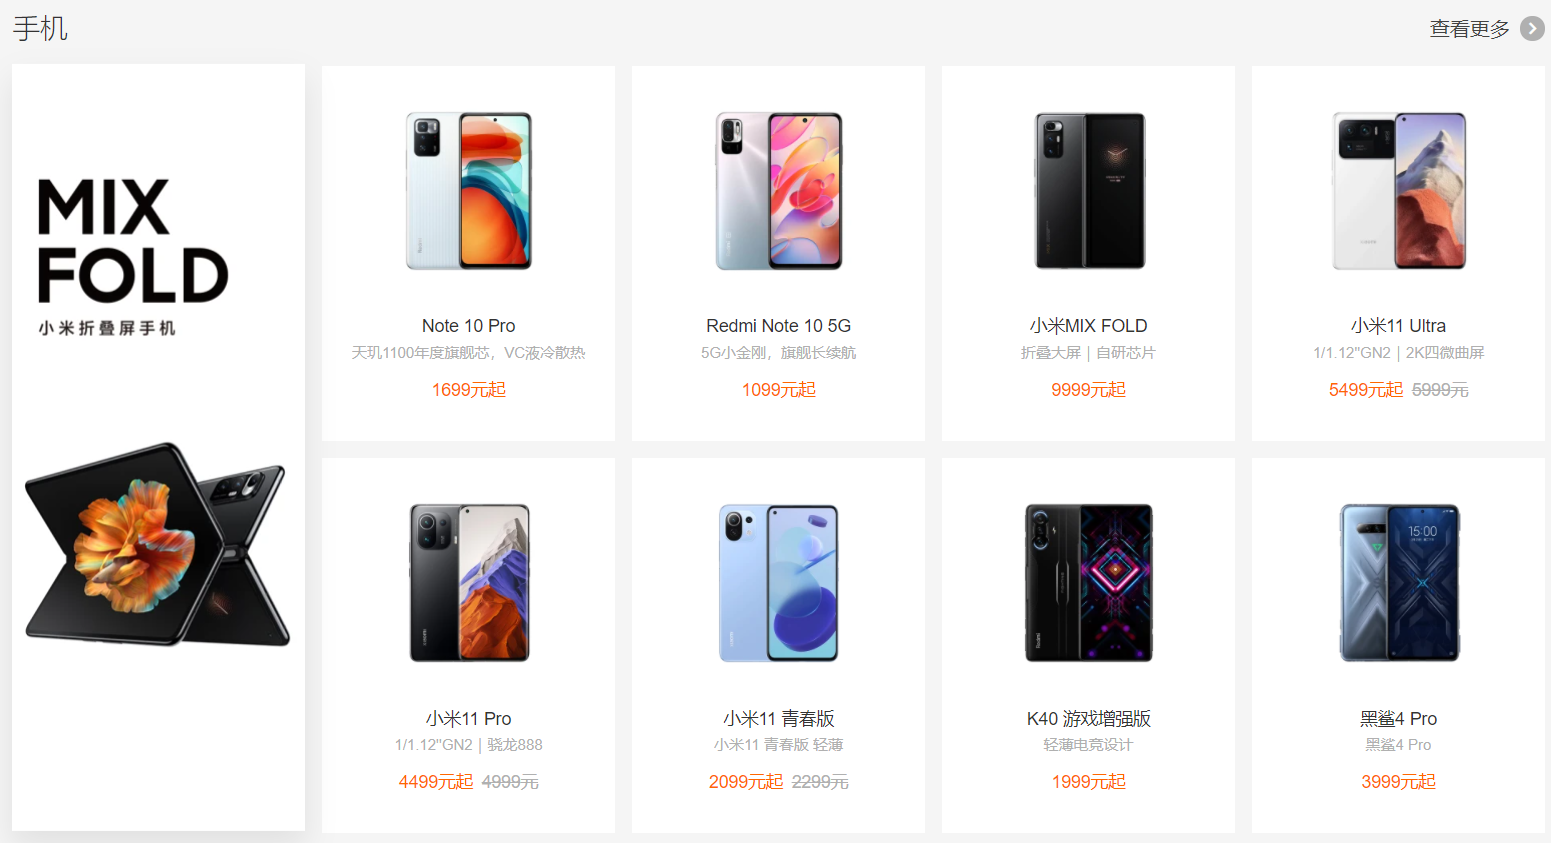 手机
查看更多
MIX
FOLD
小米折叠屏手机
Note 10 Pro
天玑1100年度旗舰芯，VC液冷散热
1699元起
Redmi Note 10 5G
5G小金刚，旗舰长续航
1099元起
小米MIX FOLD
折叠大屏｜自研芯片
9999元起
小米11 Ultra
1/1.12"GN2｜2K四微曲屏
5499元起 5999元
小米11 Pro
1/1.12"GN2｜骁龙888
4499元起 4999元
小米11 青春版
小米11 青春版 轻薄
2099元起 2299元
Redmi
K40 游戏增强版
轻薄电竞设计
1999元起
15:00
黑鲨4 Pro
黑鲨4 Pro
3999元起